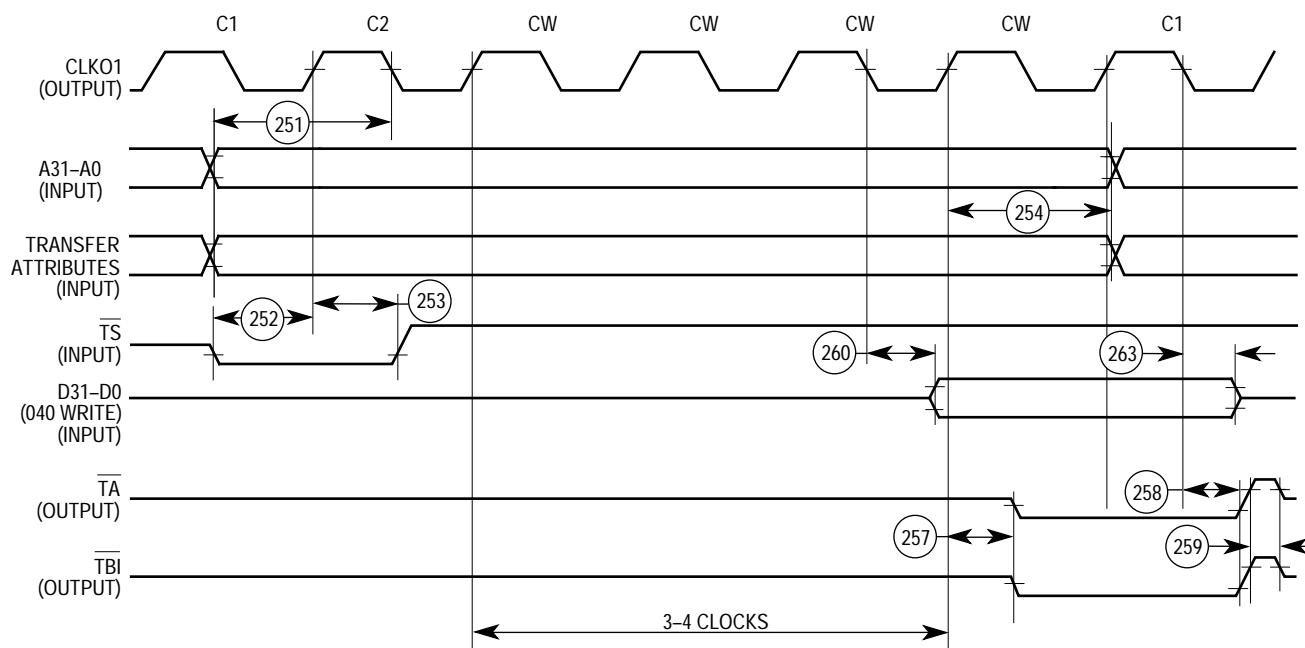 C1 C2 CW CW CW CW C1
CLKO1
(OUTPUT)
251
A31–A0
(INPUT)
254
TRANSFER
ATTRIBUTES
(INPUT)
253
252
TS
(INPUT)
260 263
D31–D0
(040 WRITE)
(INPUT)
TA
(OUTPUT)
258
257 259
TBI
(OUTPUT)
3–4 CLOCKS